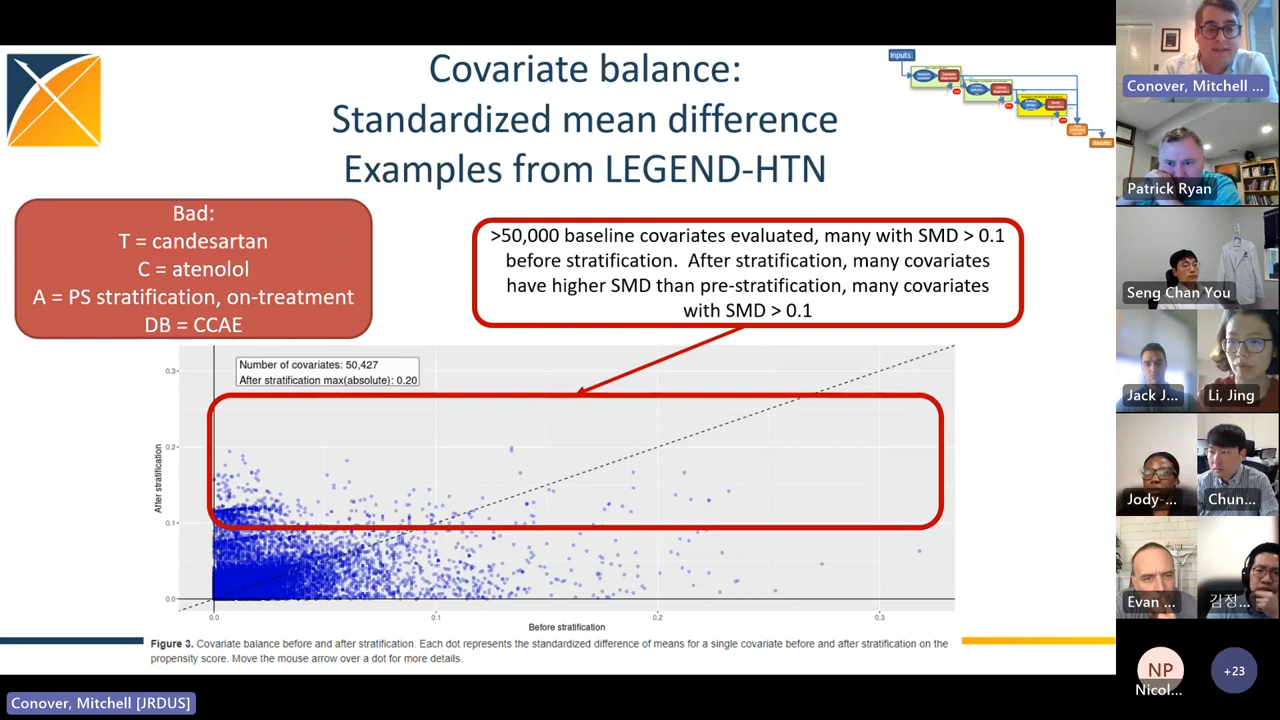 Covariate balance:
Standardized mean difference
Examples from LEGEND-HTN
Inputs
Results
Bad:
T = candesartan
C = atenolol
A = PS stratification, on-treatment
DB = CCAE
>50,000 baseline covariates evaluated, many with SMD > 0.1
before stratification.  After stratification, many covariates
have higher SMD than pre-stratification, many covariates
with SMD > 0.1
Number of covariates: 50,427
After stratification max(absolute): 0.20
0.3
0.2
0.1
0.0
After stratification
0.0
0.1
0.2
0.3
Before stratification
Figure 3. Covariate balance before and after stratification. Each dot represents the standardized difference of means for a single covariate before and after stratification on the
propensity score. Move the mouse arrow over a dot for more details.
Conover, Mitchell [JRDUS]
Conover, Mitchell ...
Patrick Ryan
Seng Chan You
Jack J...
Li, Jing
Jody-...
Chun...
Evan ...
김정...
NP
Nicol...
+23